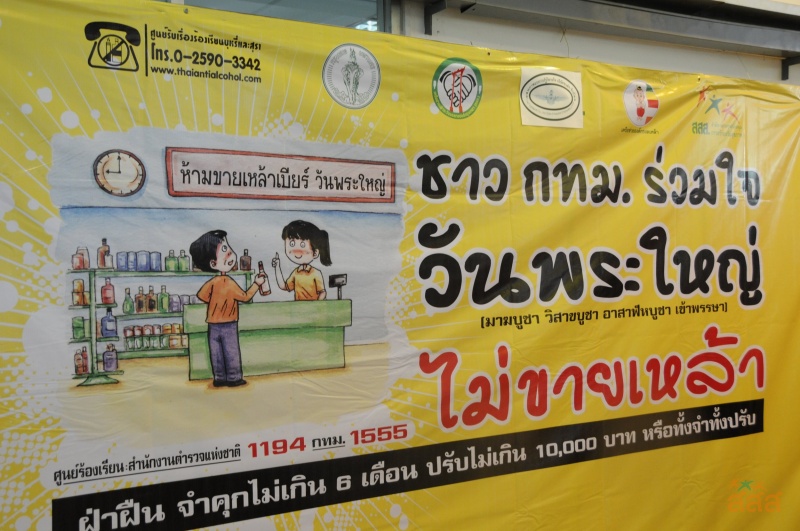 ศูนย์รับเรื่องร้องเรียนบุหรี่และสุรา
โทร.0-2590-3342
www.thaiantialcohol.com
สสส
ห้ามขายเหล้าเบียร์ วันพระใหญ่
ชาว กทม. ร่วมใจ
วันพระใหญ่
(มาฆบูชา วิสาขบูชา อาสาฬหบูชา เข้าพรรษา)
ไม่ขายเหล้า
ศูนย์ร้องเรียน:สำนักงานตำรวจแห่งชาติ 1194 กทม. 1555
ฝ่าฝืน จำคุกไม่เกิน 6 เดือน ปรับไม่เกิน 10,000 บาท หรือทั้งจำทั้งปรับ